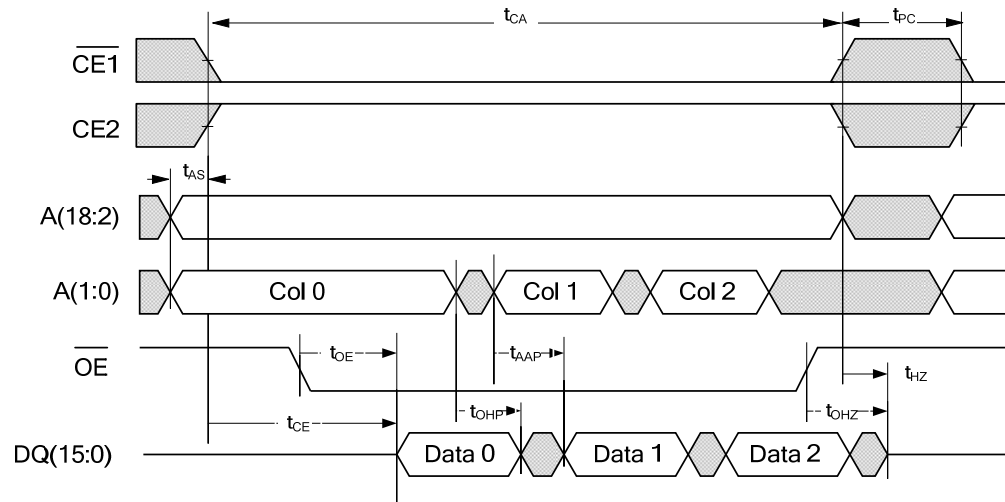 tCA
tPC
CE1
CE2
tAS
A(18:2)
A(1:0)
Col 0
Col 1
Col 2
OE
tOE
tAAP
tHZ
tCE
tOHP
tOHZ
DQ(15:0)
Data 0
Data 1
Data 2